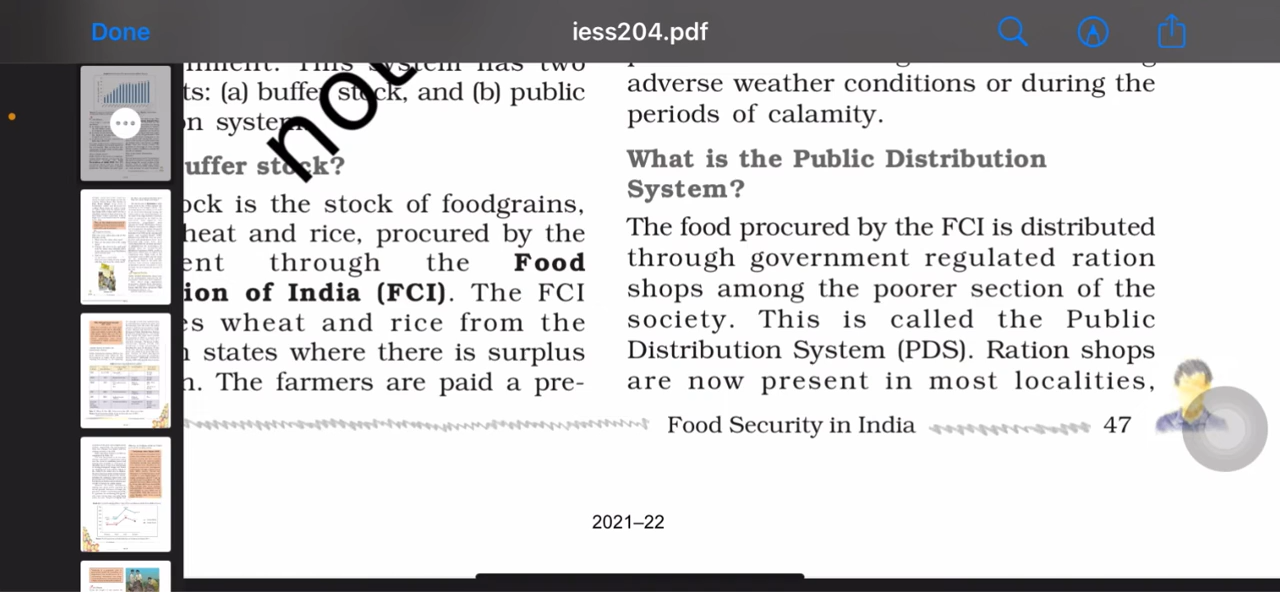 Done
iess204.pdf
ts: (a) buffer stock, and (b) public
on system
uffer stock?
ock is the stock of foodgrains,
heat and rice, procured by the
ent through the Food
ion of India (FCI). The FCI
es wheat and rice from the
n states where there is surplus
n. The farmers are paid a pre-
adverse weather conditions or during the
periods of calamity.
What is the Public Distribution
System?
The food procured by the FCI is distributed
through government regulated ration
shops among the poorer section of the
society. This is called the Public
Distribution System (PDS). Ration shops
are now present in most localities,
Food Security in India 47
2021–22
not